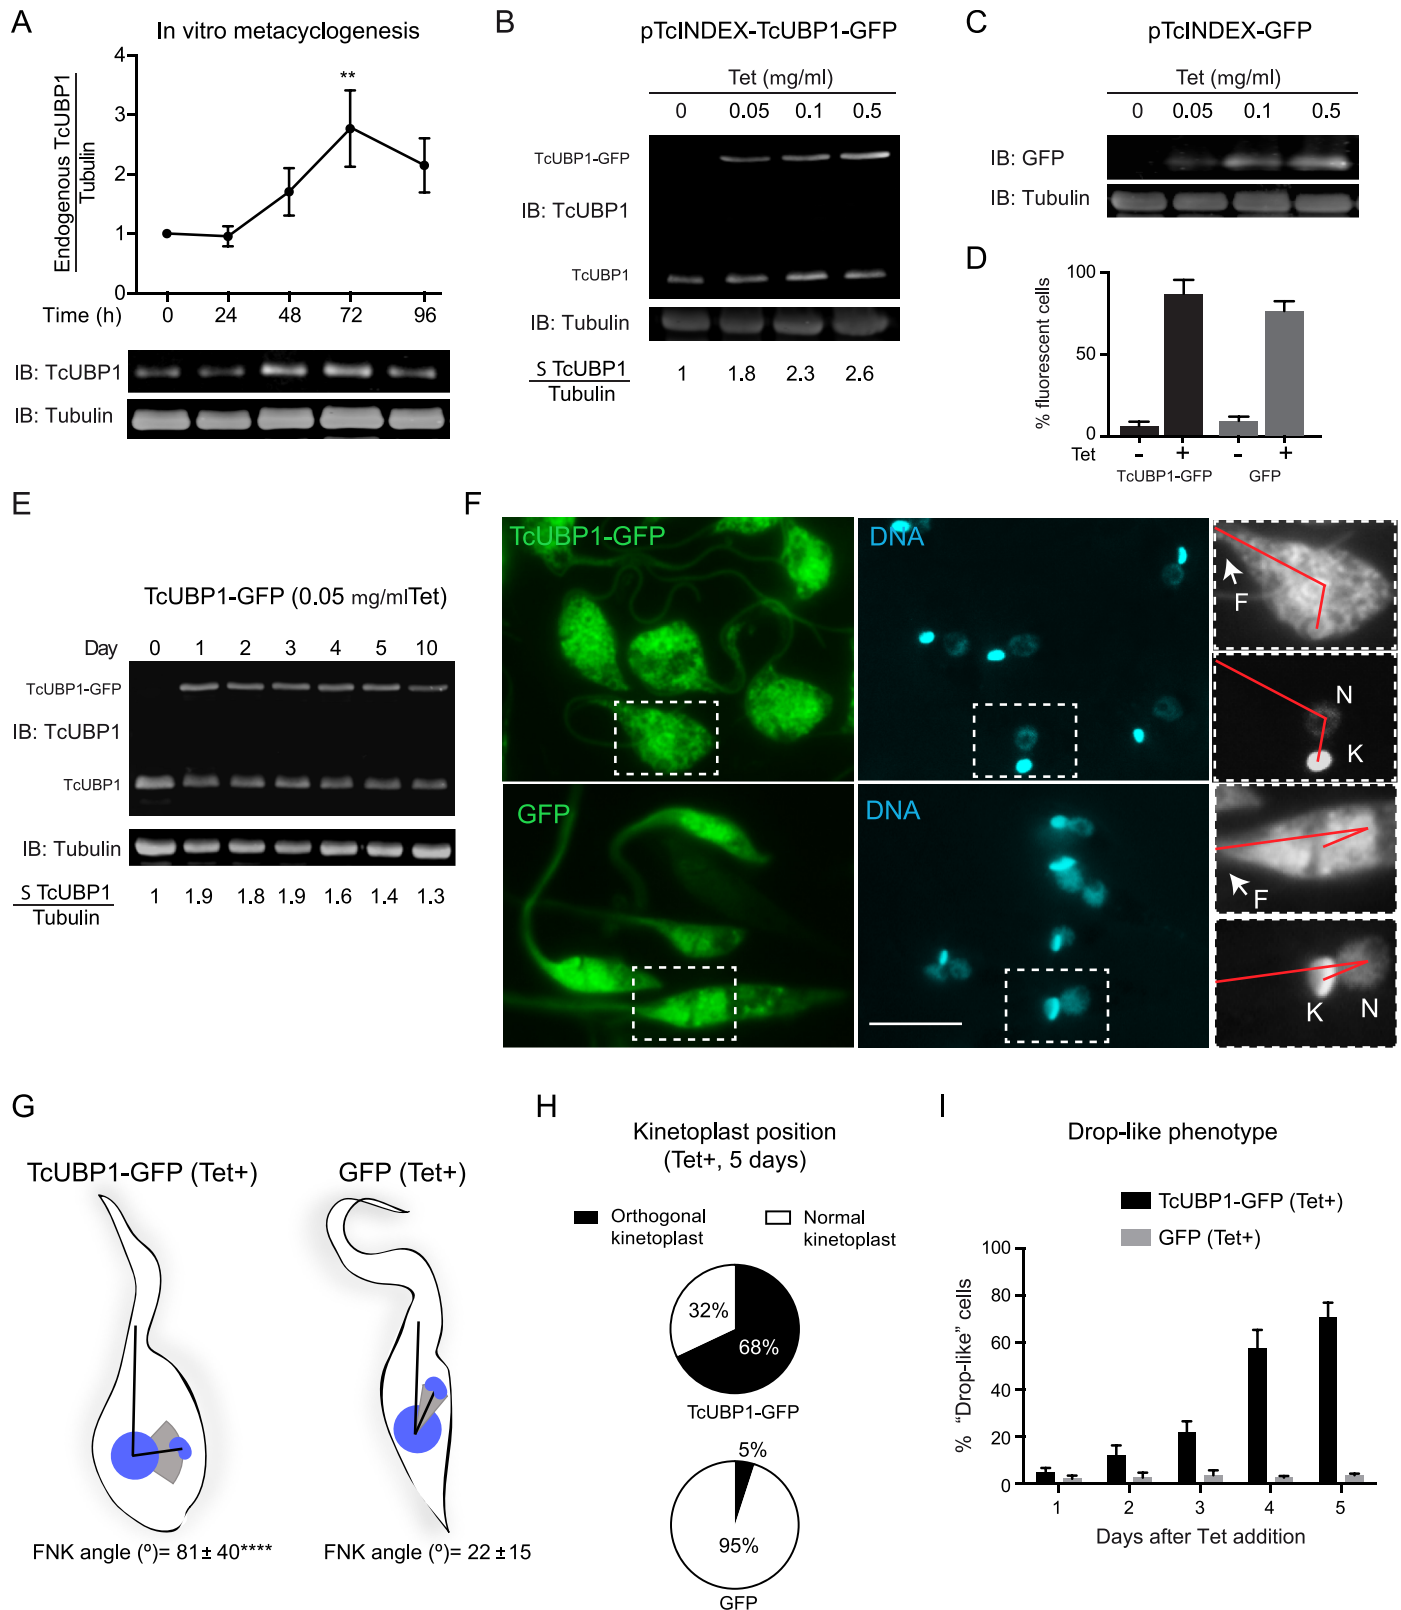 A
In vitro metacyclogenesis
Endogenous TcUBP1
Tubulin
4
3
2
1
0
**
Time (h) 0 24 48 72 96
IB: TcUBP1
IB: Tubulin
B
pTcINDEX-TcUBP1-GFP
Tet (mg/ml)
0 0.05 0.1 0.5
TcUBP1-GFP
IB: TcUBP1
TcUBP1
IB: Tubulin
S TcUBP1
Tubulin
1 1.8 2.3 2.6
C
pTcINDEX-GFP
Tet (mg/ml)
0 0.05 0.1 0.5
IB: GFP
IB: Tubulin
D
% fluorescent cells
100
50
0
Tet - + - +
TcUBP1-GFP GFP
E
TcUBP1-GFP (0.05 mg/mlTet)
Day 0 1 2 3 4 5 10
TcUBP1-GFP
IB: TcUBP1
TcUBP1
IB: Tubulin
S TcUBP1
Tubulin
1 1.9 1.8 1.9 1.6 1.4 1.3
F
TcUBP1-GFP
DNA
F
N
K
GFP
DNA
F
K N
G
TcUBP1-GFP (Tet+)
GFP (Tet+)
FNK angle (º)= 81± 40****
FNK angle (º)= 22 ±15
H
Kinetoplast position
(Tet+, 5 days)
Orthogonal
kinetoplast
Normal
kinetoplast
32%
68%
TcUBP1-GFP
5%
95%
GFP
I
Drop-like phenotype
TcUBP1-GFP (Tet+)
GFP (Tet+)
% “Drop-like” cells
100
80
60
40
20
0
1 2 3 4 5
Days after Tet addition